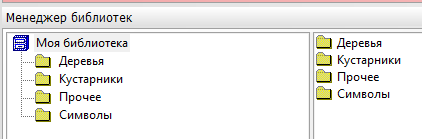 Менеджер библиотек
Моя библиотека
Деревья
Кустарники
Прочее
Символы
Деревья
Кустарники
Прочее
Символы